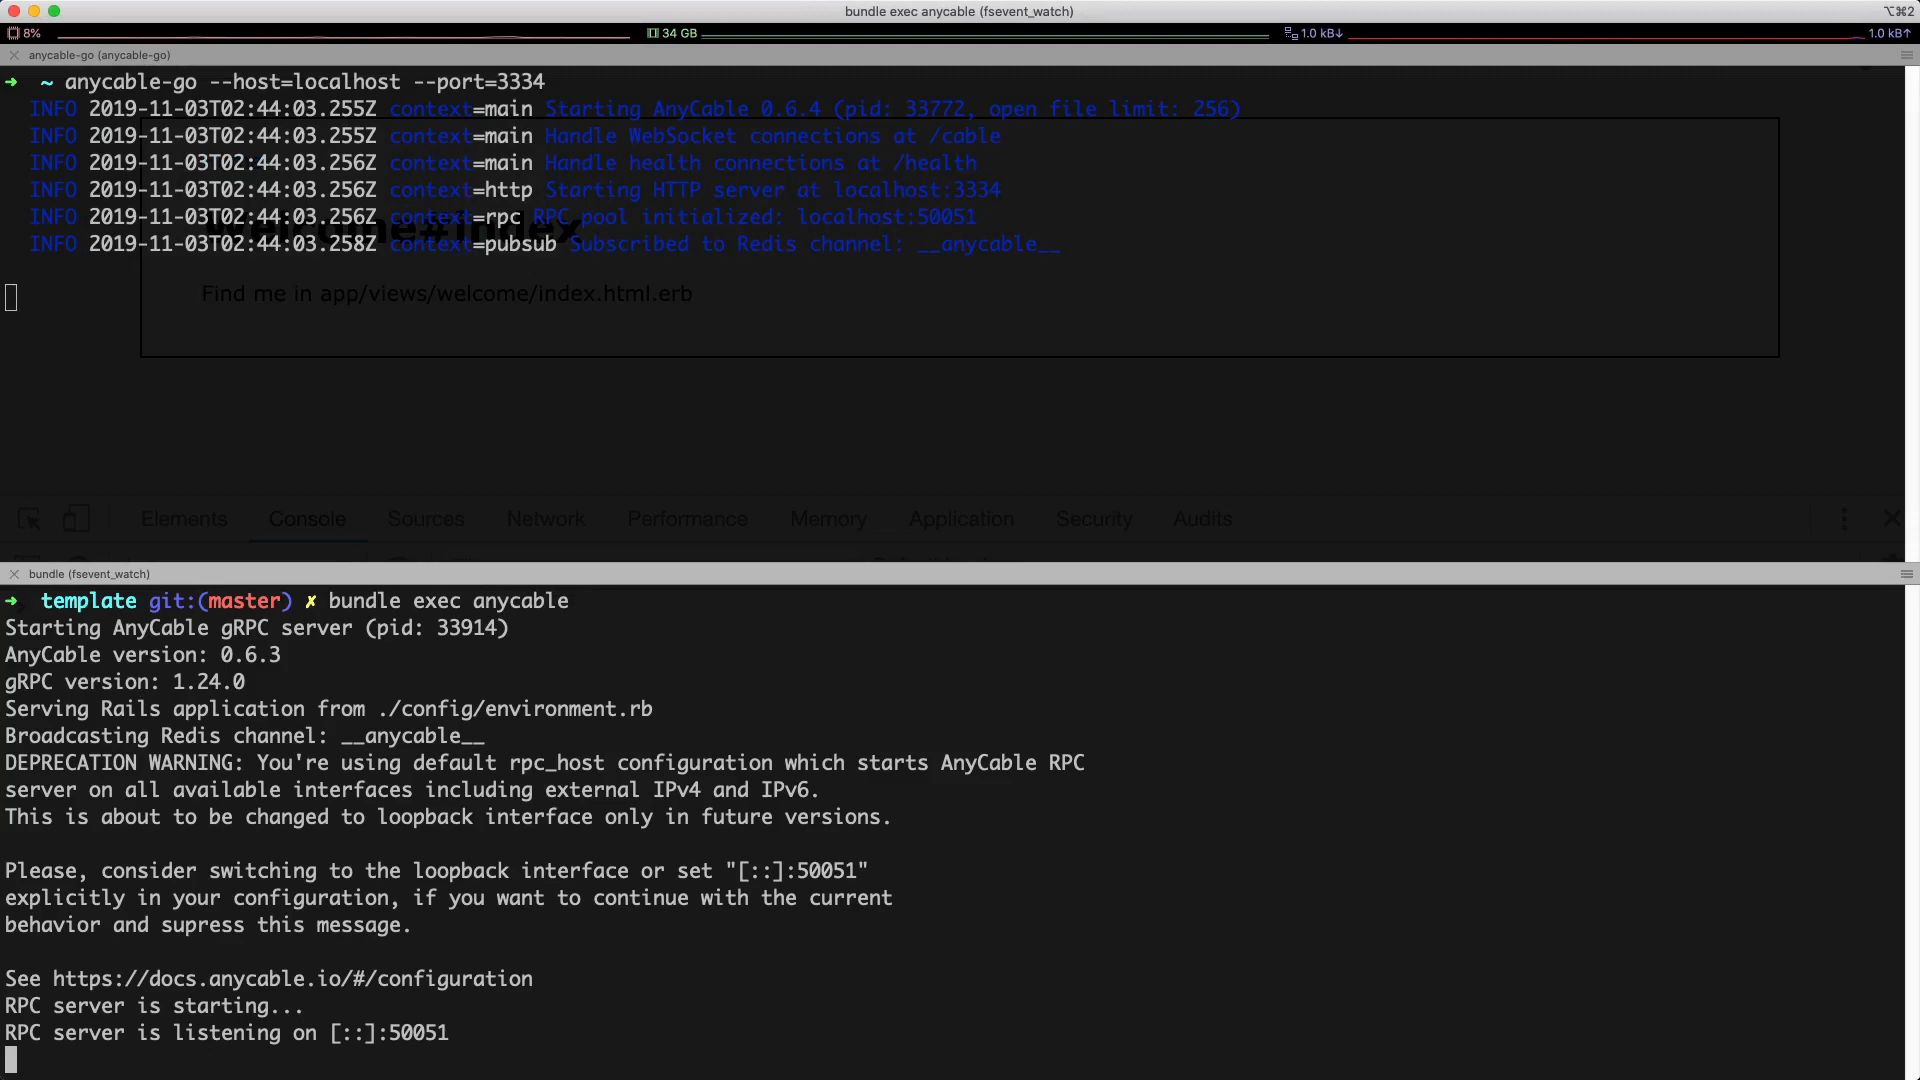 bundle exec anycable (fsevent_watch)
⌥⌘2
8%
34 GB
1.0 kB↓
1.0 kB↑
anycable-go (anycable-go)
➜ ~ anycable-go --host=localhost --port=3334
INFO 2019-11-03T02:44:03.255Z context=main Starting AnyCable 0.6.4 (pid: 33772, open file limit: 256)
INFO 2019-11-03T02:44:03.255Z context=main Handle WebSocket connections at /cable
INFO 2019-11-03T02:44:03.256Z context=main Handle health connections at /health
INFO 2019-11-03T02:44:03.256Z context=http Starting HTTP server at localhost:3334
INFO 2019-11-03T02:44:03.256Z context=rpc RPC pool initialized: localhost:50051
INFO 2019-11-03T02:44:03.258Z context=pubsub Subscribed to Redis channel: __anycable__
Welcome#index
Find me in app/views/welcome/index.html.erb
Elements Console Sources Network Performance Memory Application Security Audits
bundle (fsevent_watch)
➜ template git:(master) ✗ bundle exec anycable
Starting AnyCable gRPC server (pid: 33914)
AnyCable version: 0.6.3
gRPC version: 1.24.0
Serving Rails application from ./config/environment.rb
Broadcasting Redis channel: __anycable__
DEPRECATION WARNING: You're using default rpc_host configuration which starts AnyCable RPC
server on all available interfaces including external IPv4 and IPv6.
This is about to be changed to loopback interface only in future versions.
Please, consider switching to the loopback interface or set "[::]:50051"
explicitly in your configuration, if you want to continue with the current
behavior and supress this message.
See https://docs.anycable.io/#/configuration
RPC server is starting...
RPC server is listening on [::]:50051